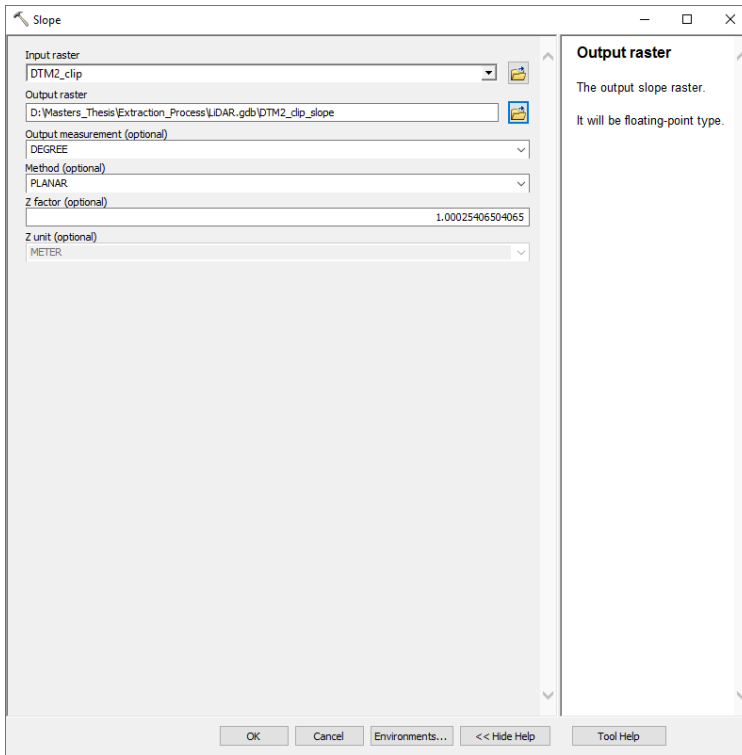 Slope
Input raster
DTM2_clip
Output raster
D:\Masters_Thesis\Extraction_Process\LiDAR.gdb\DTM2_clip_slope
Output measurement (optional)
DEGREE
Method (optional)
PLANAR
Z factor (optional)
1.00025406504065
Z unit (optional)
METER
Output raster
The output slope raster.
It will be floating-point type.
OK
Cancel
Environments...
<< Hide Help
Tool Help